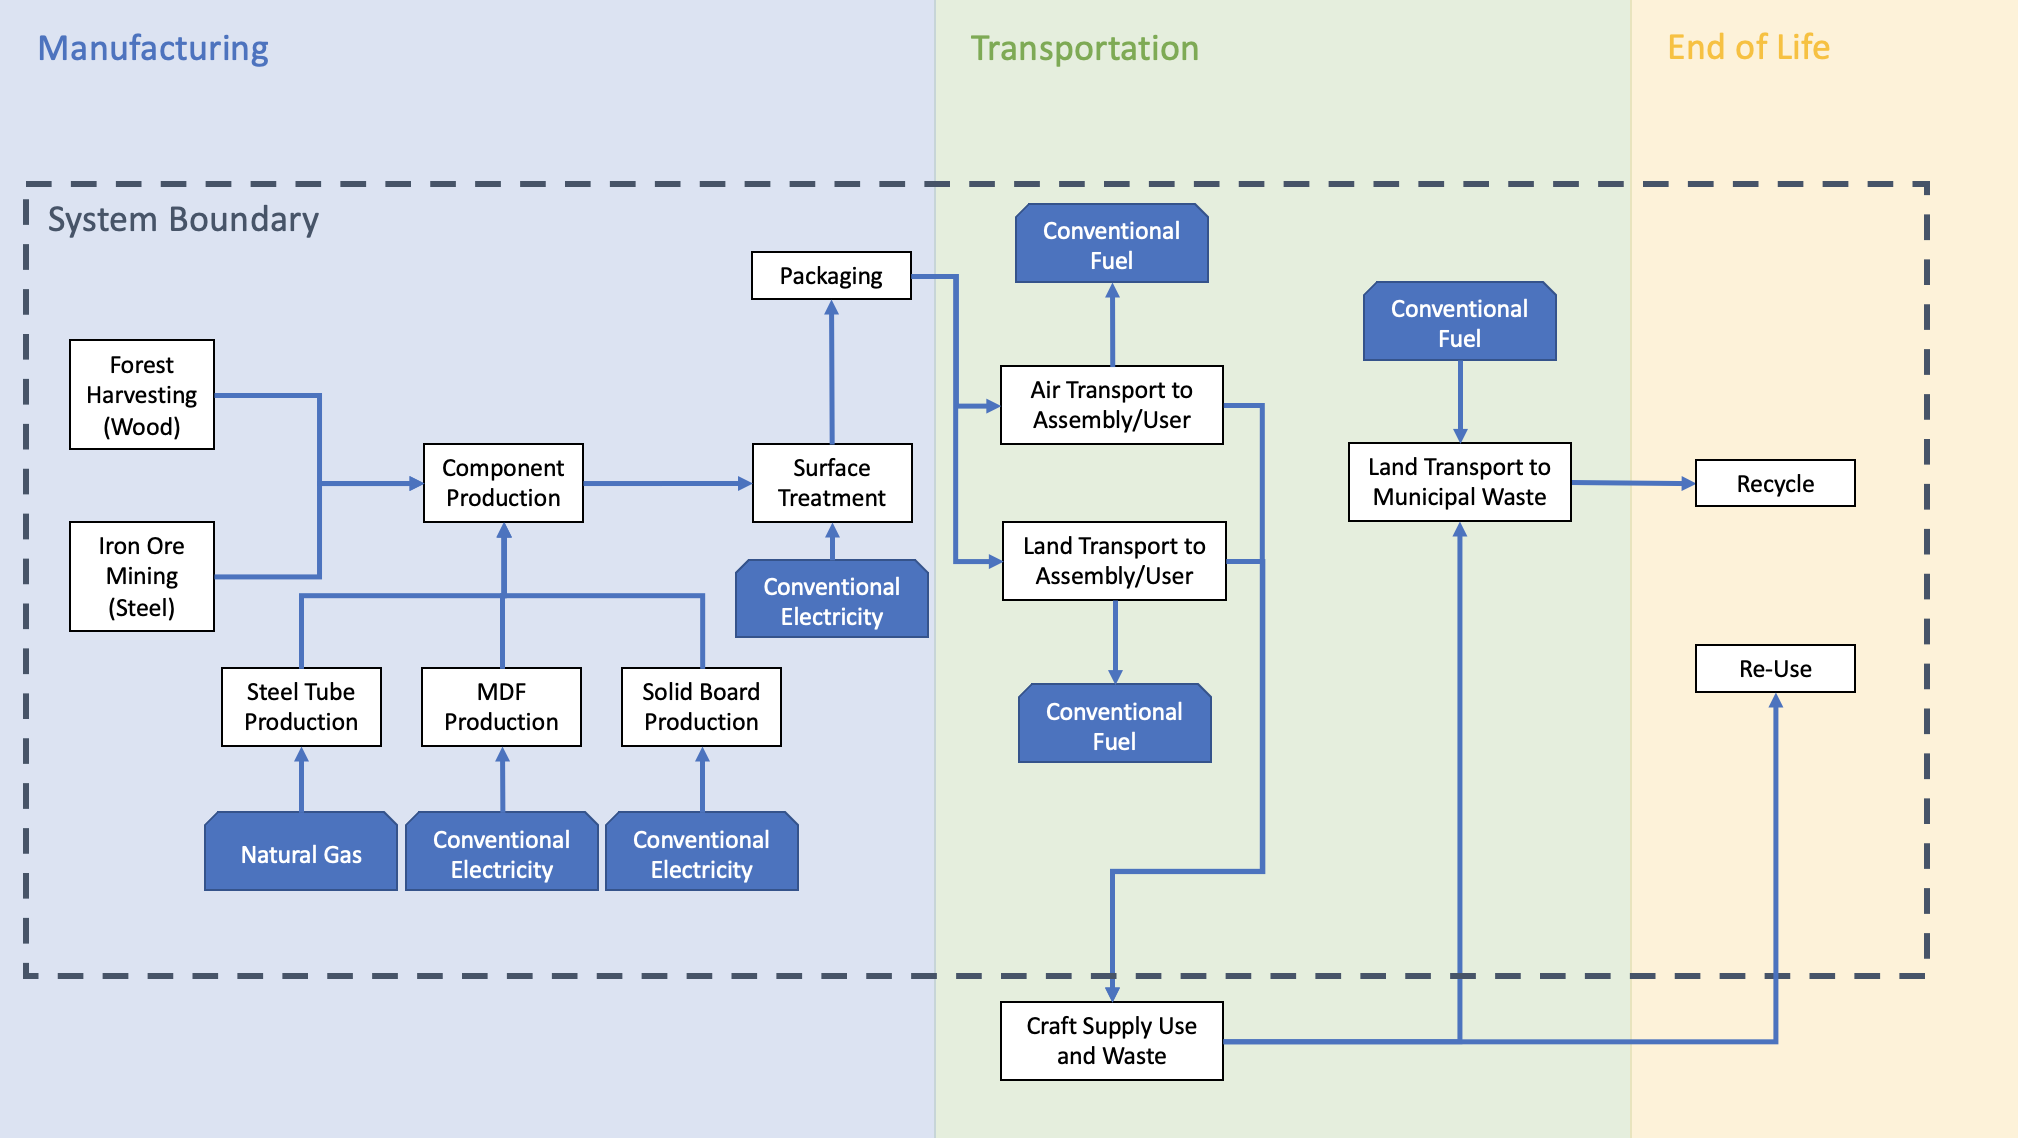 Manufacturing
Transportation
End of Life
System Boundary
Packaging
Forest
Harvesting
(Wood)
Iron Ore
Mining
(Steel)
Component
Production
Surface
Treatment
Conventional
Electricity
Steel Tube
Production
MDF
Production
Solid Board
Production
Natural Gas
Conventional
Electricity
Conventional
Electricity
Conventional
Fuel
Air Transport to
Assembly/User
Land Transport to
Assembly/User
Conventional
Fuel
Craft Supply Use
and Waste
Conventional
Fuel
Land Transport to
Municipal Waste
Recycle
Re-Use